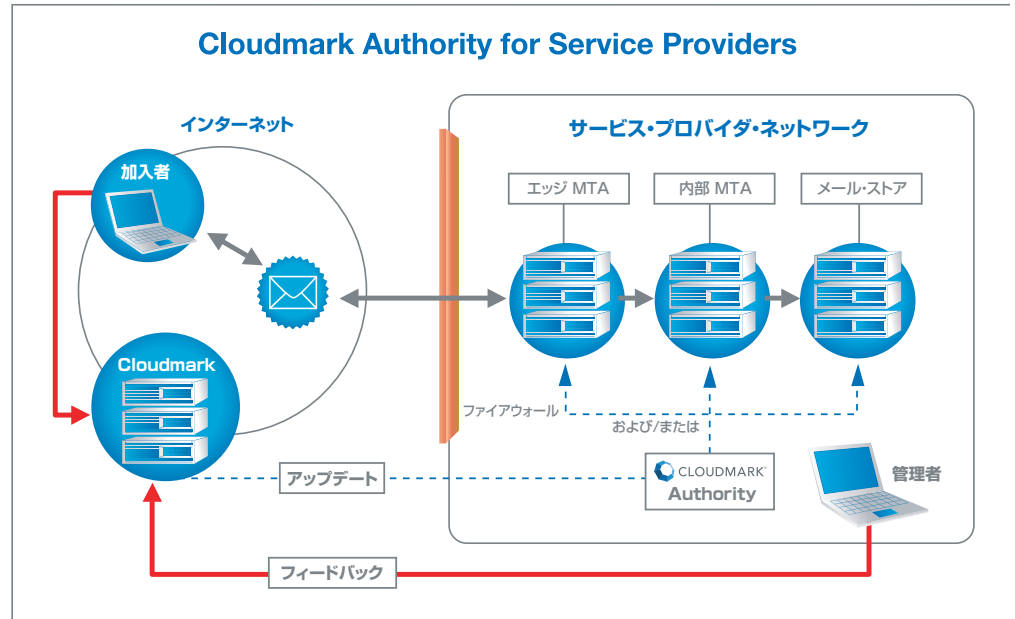 Cloudmark Authority for Service Providers
インターネット
サービス・プロバイダ・ネットワーク
加入者
エッジ MTA
内部 MTA
メール・ストア
Cloudmark
ファイアウォール
および/または
アップデート
CLOUDMARK
Authority
管理者
フィードバック